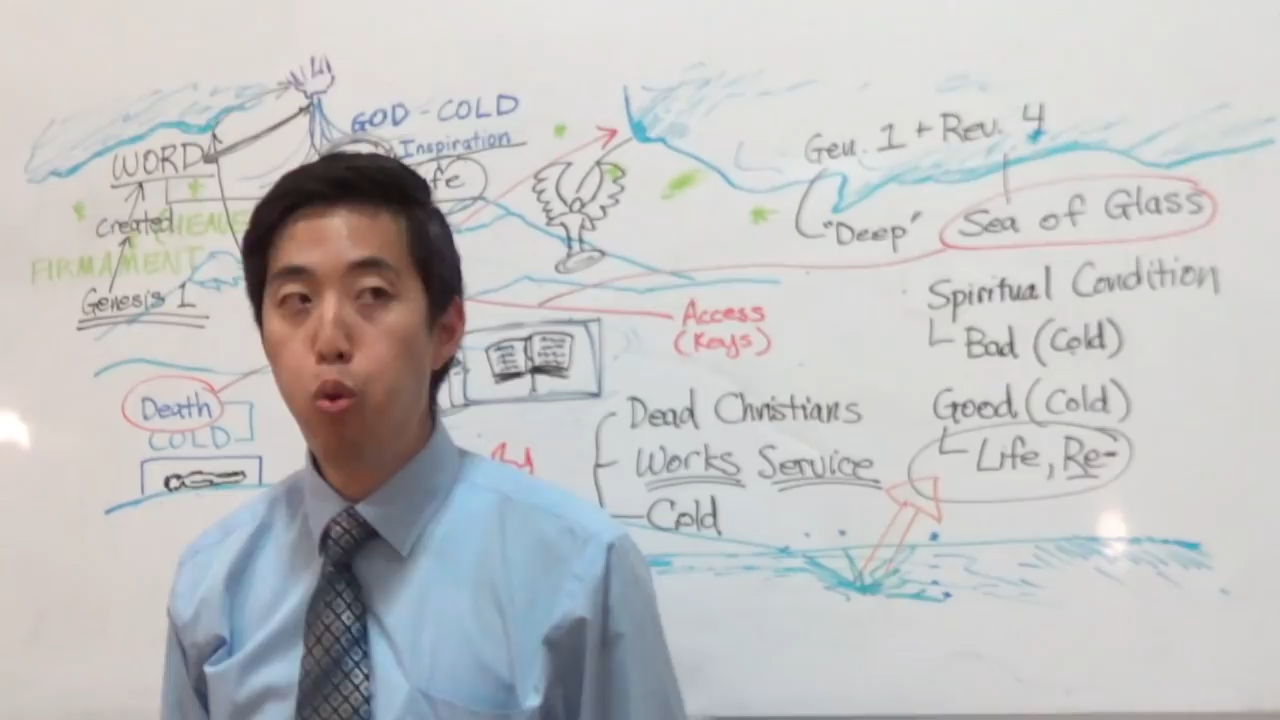 GOD - COLD
Inspiration
WORD
created
FIRMAMENT
Genesis 1
Death
COLD
Gen. 1 + Rev. 4
"Deep"
Sea of Glass
Access
(Keys)
Spiritual Condition
Bad (Cold)
Good (Cold)
Life, Re-
Dead Christians
Works Service
Cold